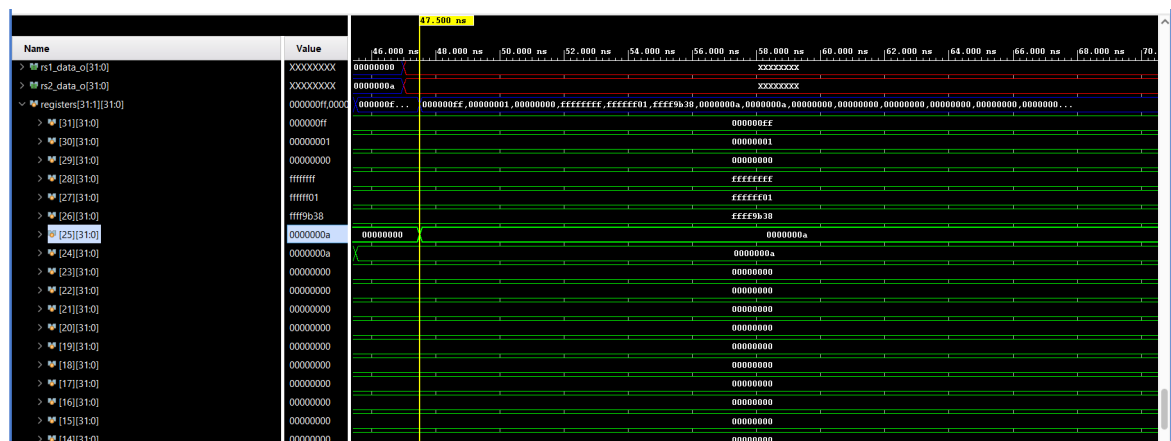 47.500 ns
Name Value 46.000 ns 48.000 ns 50.000 ns 52.000 ns 54.000 ns 56.000 ns 58.000 ns 60.000 ns 62.000 ns 64.000 ns 66.000 ns 68.000 ns 70.
rs1_data_o[31:0] XXXXXXXX 00000000 XXXXXXXX
rs2_data_o[31:0] XXXXXXXX 0000000a XXXXXXXX
registers[31:1][31:0] 000000ff,0000 000000f... 000000ff,00000001,00000000,ffffffff,ffffff01,ffff9b38,0000000a,0000000a,00000000,00000000,00000000,00000000,0000000...
[31][31:0] 000000ff 000000ff
[30][31:0] 00000001 00000001
[29][31:0] 00000000 00000000
[28][31:0] ffffffff ffffffff
[27][31:0] ffffff01 ffffff01
[26][31:0] ffff9b38 ffff9b38
[25][31:0] 0000000a 00000000 0000000a
[24][31:0] 0000000a 0000000a
[23][31:0] 00000000 00000000
[22][31:0] 00000000 00000000
[21][31:0] 00000000 00000000
[20][31:0] 00000000 00000000
[19][31:0] 00000000 00000000
[18][31:0] 00000000 00000000
[17][31:0] 00000000 00000000
[16][31:0] 00000000 00000000
[15][31:0] 00000000 00000000
[14][31:0] 00000000 00000000